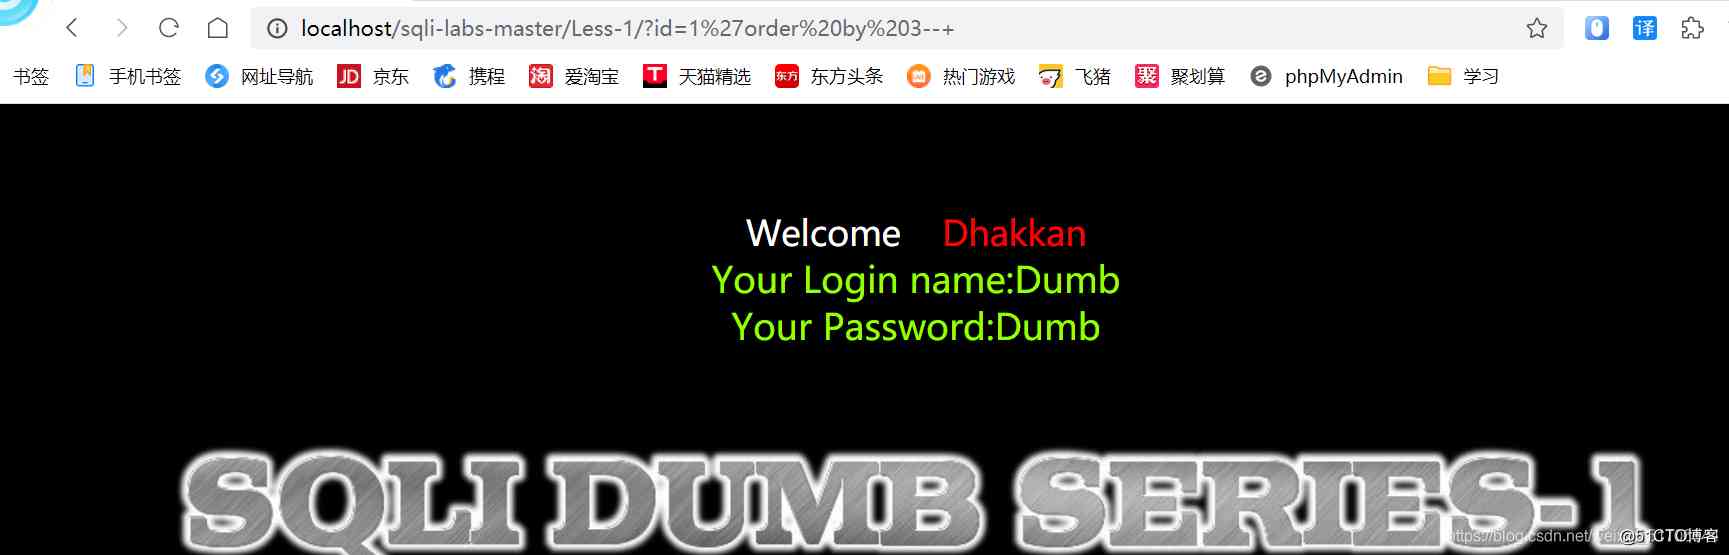 localhost/sqli-labs-master/Less-1/?id=1%27order%20by%203--+
译
书签 手机书签 网址导航 JD 京东 携程 淘 爱淘宝 T 天猫精选 东方 东方头条 热门游戏 飞猪 聚 聚划算 phpMyAdmin 学习
Welcome Dhakkan
Your Login name:Dumb
Your Password:Dumb
SQLI DUMB SERIES-1
https://blog.csdn.net/
@51CTO博客